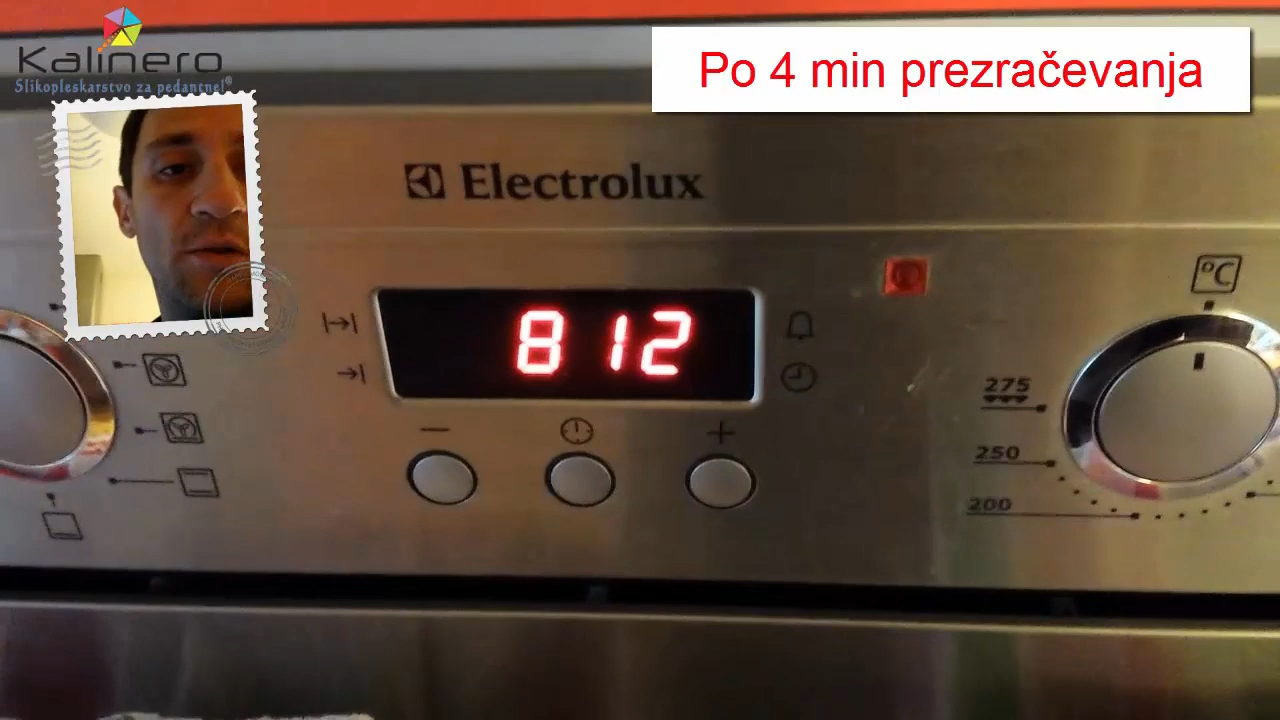 Kalinero
Slikopleskarstvo za pedantne!®
Po 4 min prezračevanja
Electrolux
°C
812
275
250
200